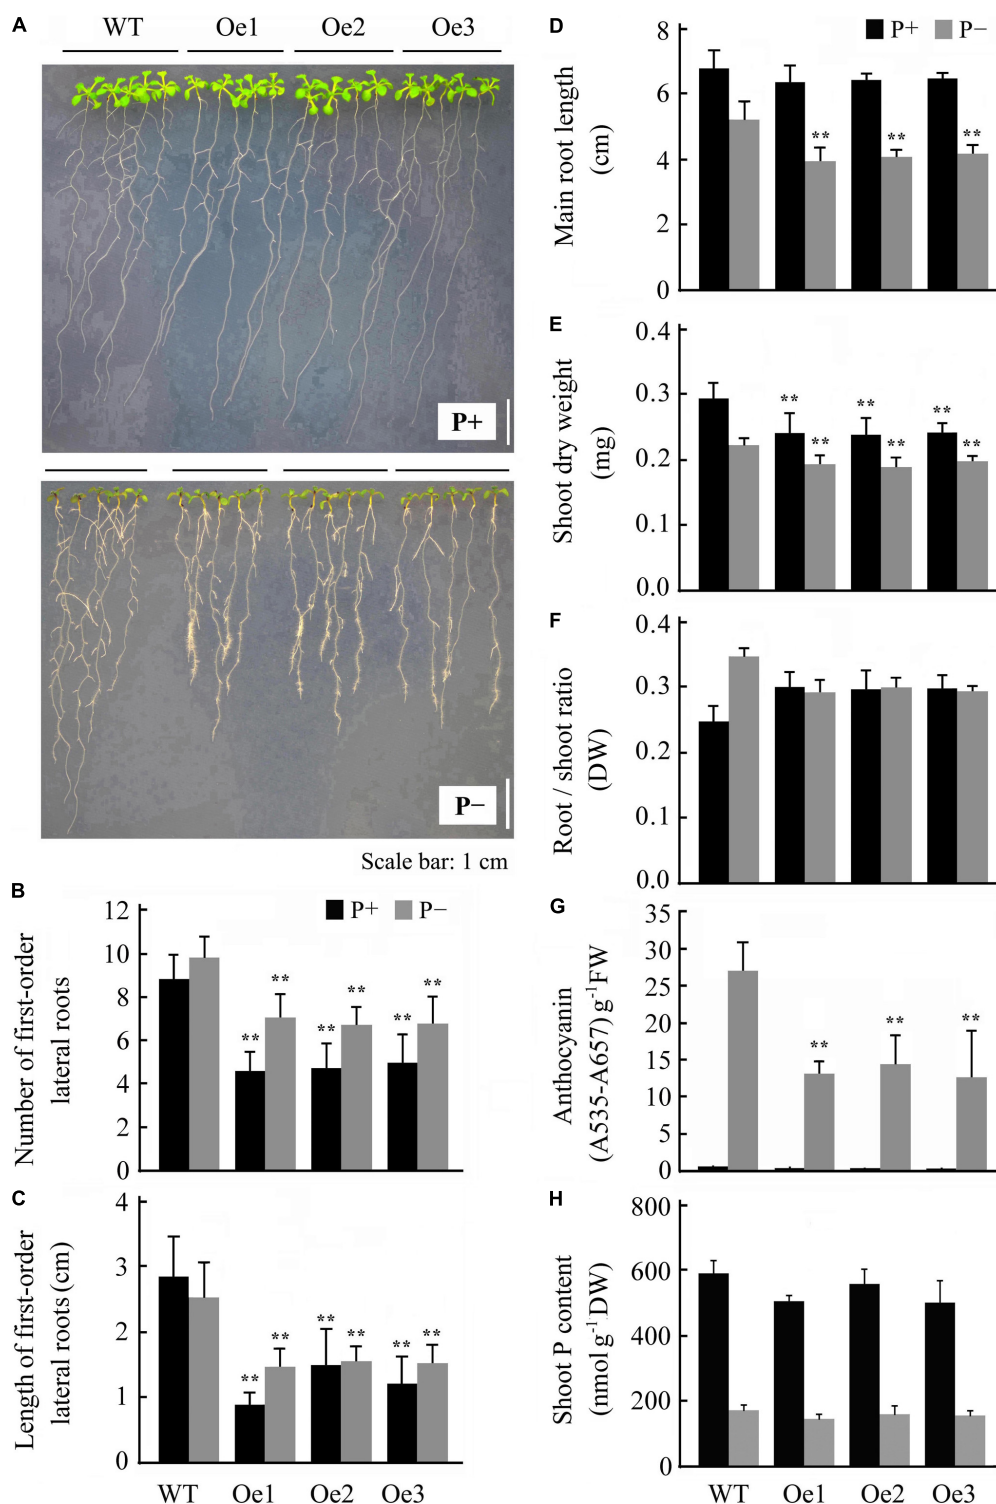 A
WT Oe1 Oe2 Oe3
P+
P−
Scale bar: 1 cm
B
P+ P−
Number of first-order
lateral roots
12
10
8
6
4
2
0
** ** ** ** ** **
C
Length of first-order
lateral roots (cm)
4
3
2
1
0
** ** ** ** ** **
WT Oe1 Oe2 Oe3
D
P+ P−
Main root length
(cm)
8
6
4
2
0
** ** **
E
Shoot dry weight
(mg)
0.4
0.3
0.2
0.1
0.0
** ** ** ** ** **
F
Root / shoot ratio
(DW)
0.4
0.3
0.2
0.1
0.0
G
Anthocyanin
(A535-A657) g⁻¹FW
35
30
25
20
15
10
5
0
** ** **
H
Shoot P content
(nmol g⁻¹ DW)
800
600
400
200
0
WT Oe1 Oe2 Oe3